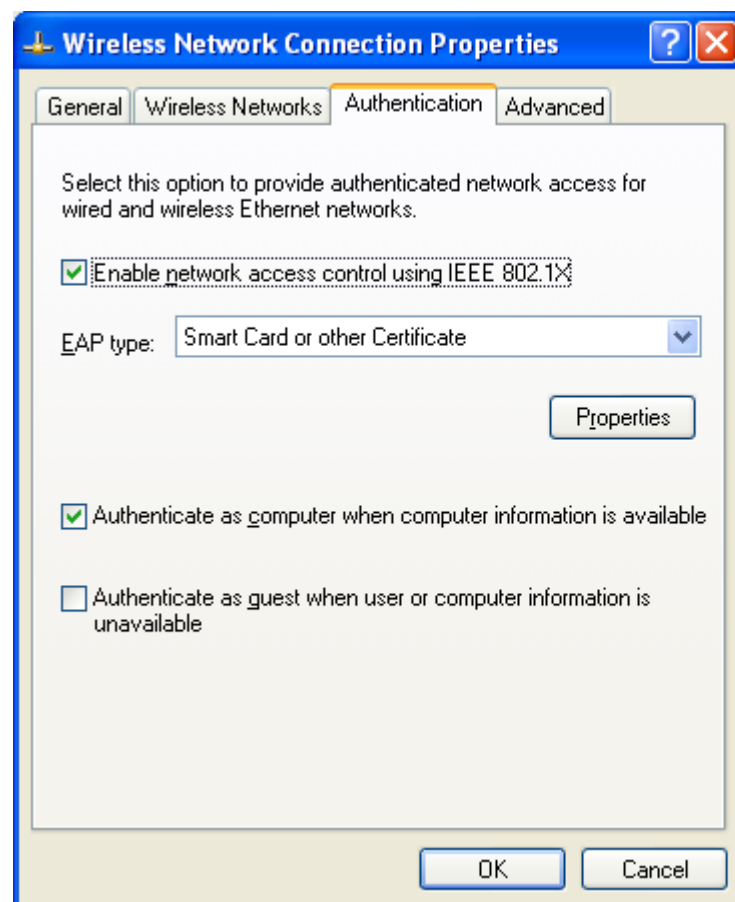 Wireless Network Connection Properties
?
General Wireless Networks Authentication Advanced
Select this option to provide authenticated network access for
wired and wireless Ethernet networks.
Enable network access control using IEEE 802.1X
EAP type: Smart Card or other Certificate
Properties
Authenticate as computer when computer information is available
Authenticate as guest when user or computer information is
unavailable
OK Cancel